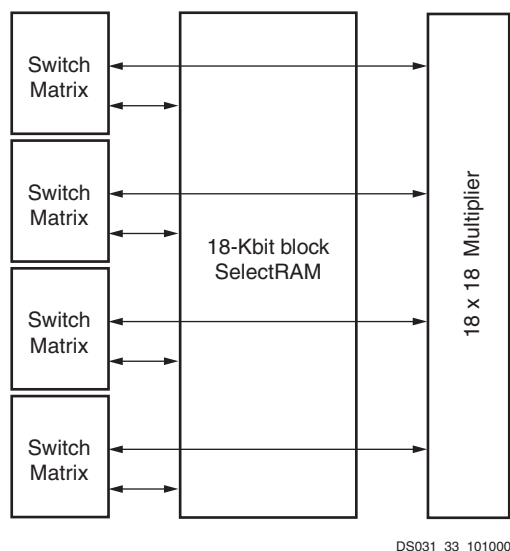 Switch
Matrix
Switch
Matrix
Switch
Matrix
Switch
Matrix
18-Kbit block
SelectRAM
18 x 18 Multiplier
DS031_33_101000